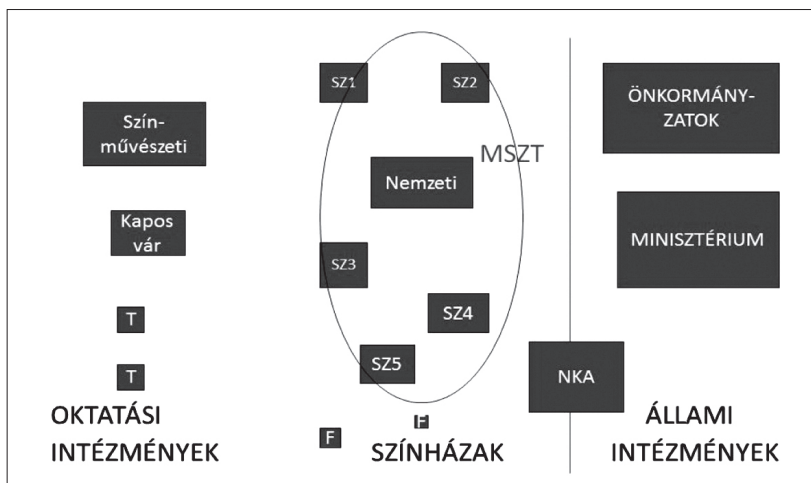 Szín-
művészeti
Kapos
vár
T
T
OKTATÁSI
INTÉZMÉNYEK
SZ1
SZ2
MSZT
Nemzeti
SZ3
SZ4
SZ5
F
F
SZÍNHÁZAK
ÖNKORMÁNY-
ZATOK
MINISZTÉRIUM
NKA
ÁLLAMI
INTÉZMÉNYEK